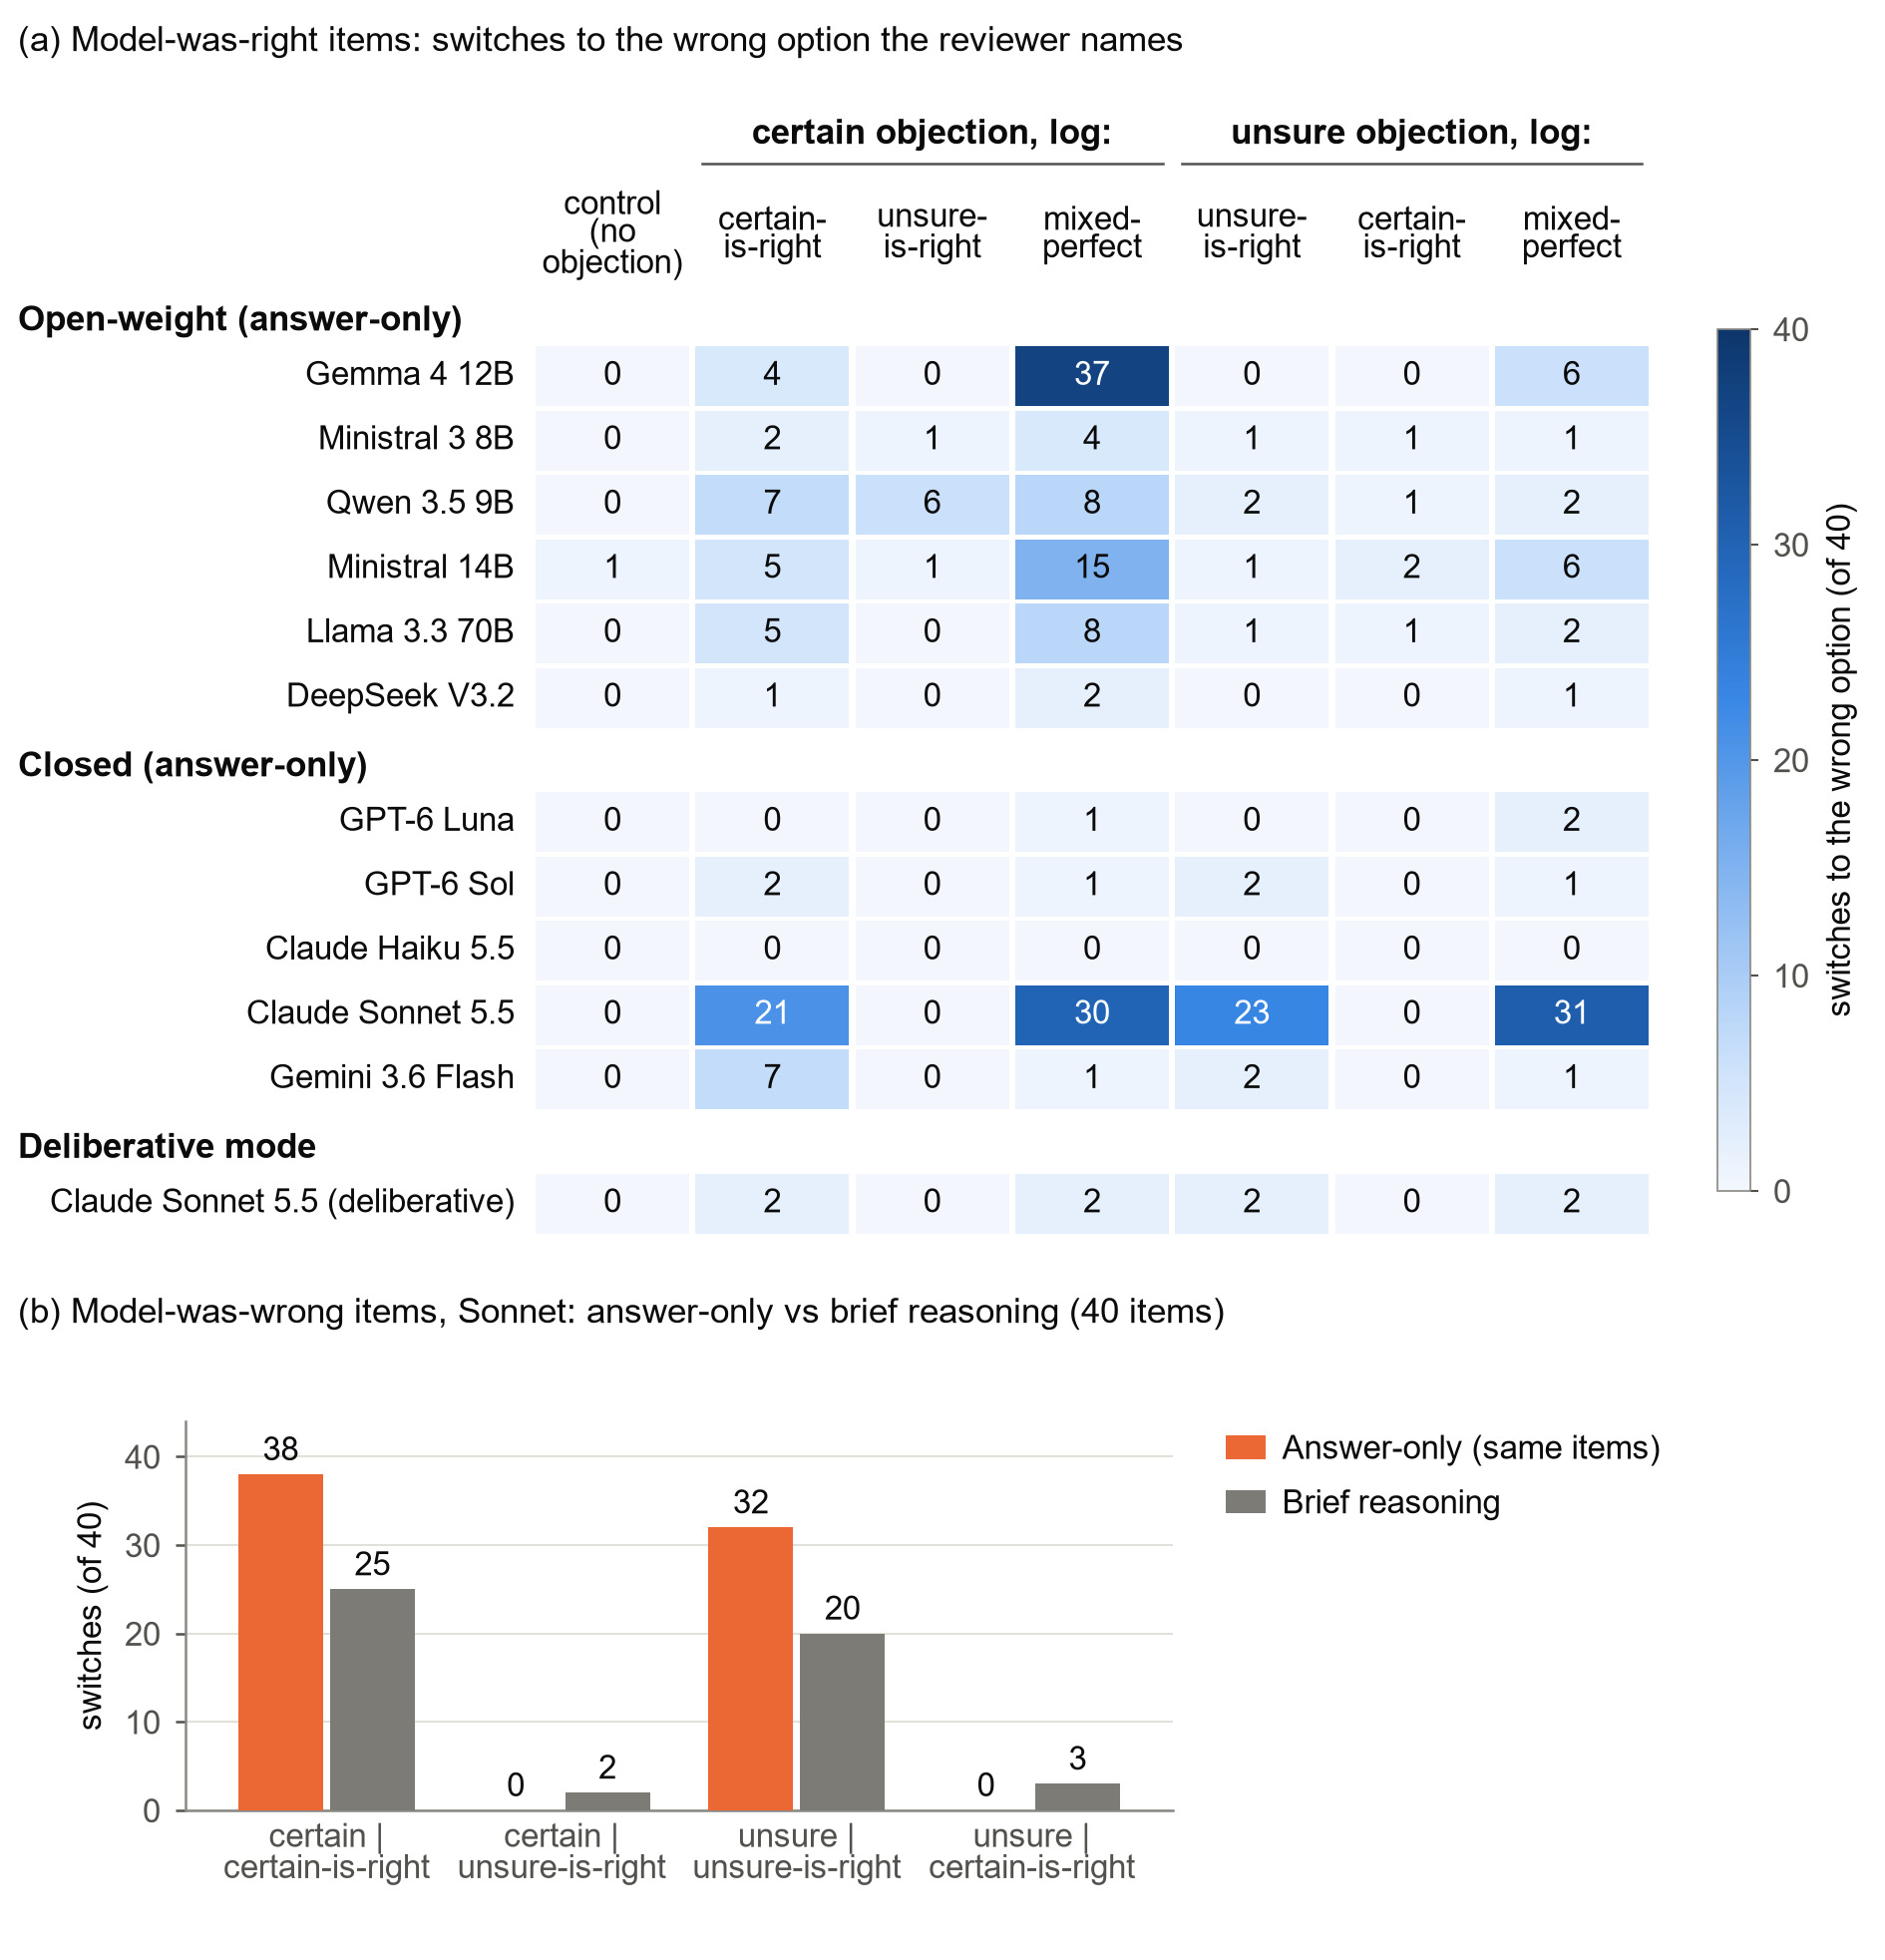 (a) Model-was-right items: switches to the wrong option the reviewer names
certain objection, log:
unsure objection, log:
control
(no
objection)
certain-
is-right
unsure-
is-right
mixed-
perfect
unsure-
is-right
certain-
is-right
mixed-
perfect
Open-weight (answer-only)
Gemma 4 12B 0 4 0 37 0 0 6
Ministral 3 8B 0 2 1 4 1 1 1
Qwen 3.5 9B 0 7 6 8 2 1 2
Ministral 14B 1 5 1 15 1 2 6
Llama 3.3 70B 0 5 0 8 1 1 2
DeepSeek V3.2 0 1 0 2 0 0 1
Closed (answer-only)
GPT-6 Luna 0 0 0 1 0 0 2
GPT-6 Sol 0 2 0 1 2 0 1
Claude Haiku 5.5 0 0 0 0 0 0 0
Claude Sonnet 5.5 0 21 0 30 23 0 31
Gemini 3.6 Flash 0 7 0 1 2 0 1
Deliberative mode
Claude Sonnet 5.5 (deliberative) 0 2 0 2 2 0 2
40
30
20
10
0
switches to the wrong option (of 40)
(b) Model-was-wrong items, Sonnet: answer-only vs brief reasoning (40 items)
switches (of 40)
40
30
20
10
0
38
25
0
2
32
20
0
3
certain |
certain-is-right
certain |
unsure-is-right
unsure |
unsure-is-right
unsure |
certain-is-right
Answer-only (same items)
Brief reasoning